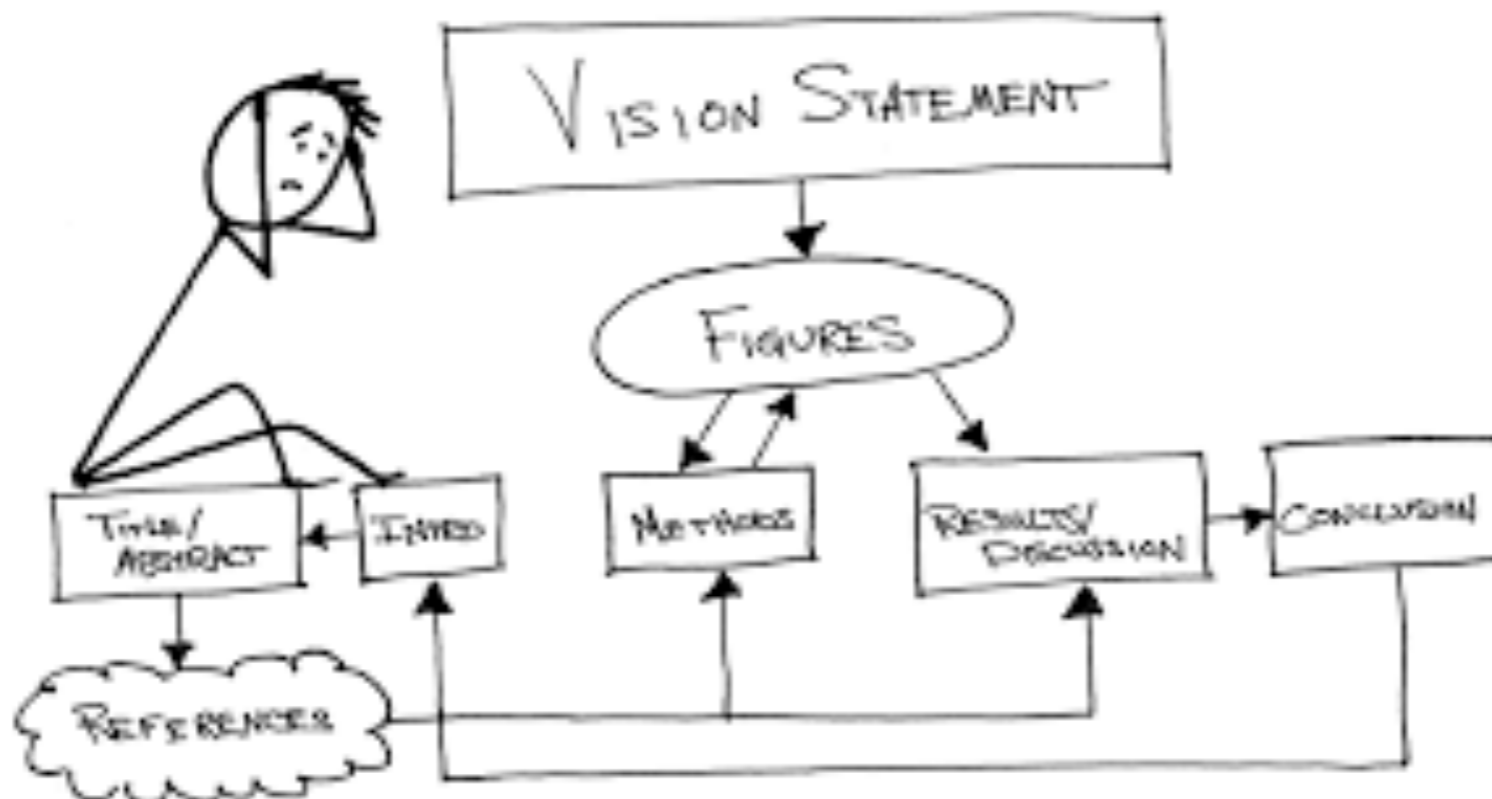 VISION STATEMENT
FIGURES
TITLE/
ABSTRACT
INTRO
METHODS
RESULTS/
DISCUSSION
CONCLUSION
REFERENCES